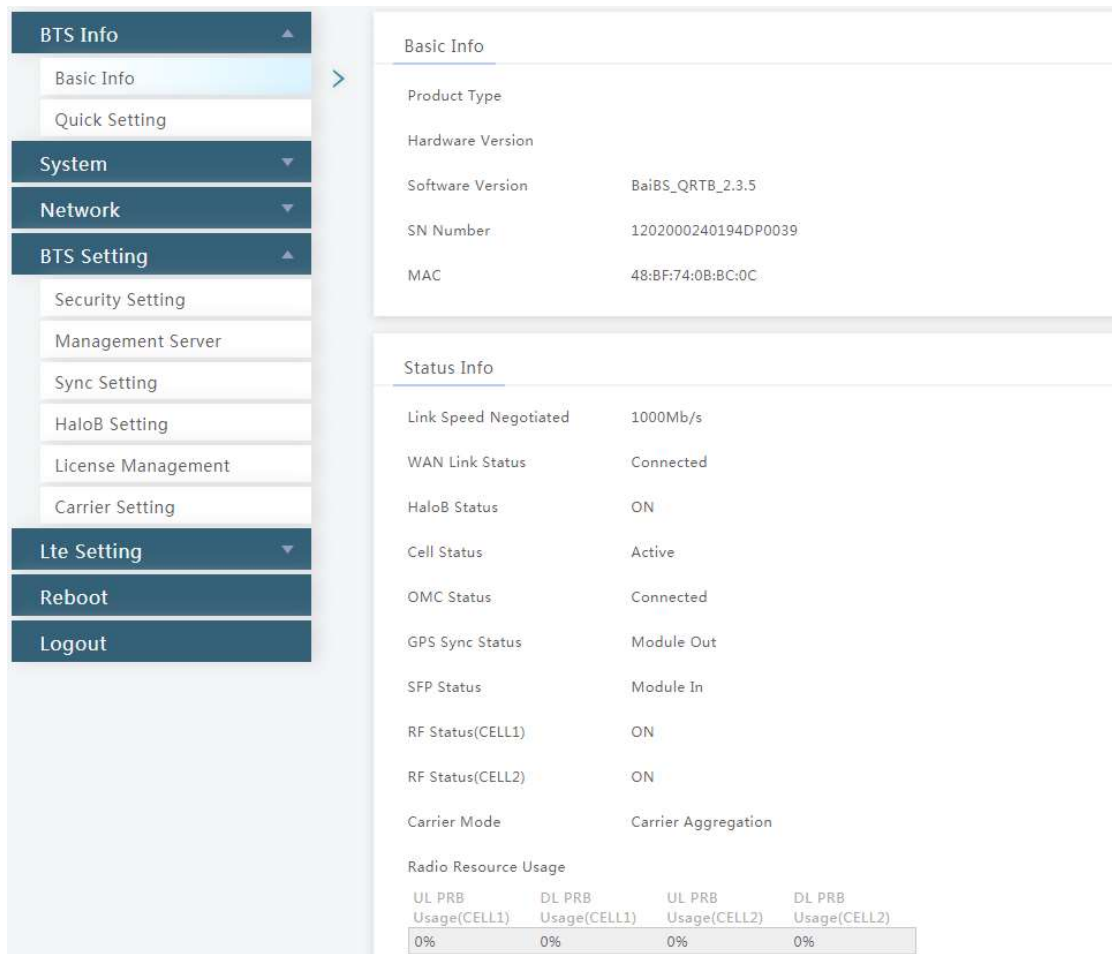 BTS Info
Basic Info
Quick Setting
System
Network
BTS Setting
Security Setting
Management Server
Sync Setting
HaloB Setting
License Management
Carrier Setting
Lte Setting
Reboot
Logout
Basic Info
Product Type
Hardware Version
Software Version BaiBS_QRTB_2.3.5
SN Number 1202000240194DP0039
MAC 48:BF:74:0B:BC:0C
Status Info
Link Speed Negotiated 1000Mb/s
WAN Link Status Connected
HaloB Status ON
Cell Status Active
OMC Status Connected
GPS Sync Status Module Out
SFP Status Module In
RF Status(CELL1) ON
RF Status(CELL2) ON
Carrier Mode Carrier Aggregation
Radio Resource Usage
UL PRB DL PRB UL PRB DL PRB
Usage(CELL1) Usage(CELL1) Usage(CELL2) Usage(CELL2)
0% 0% 0% 0%